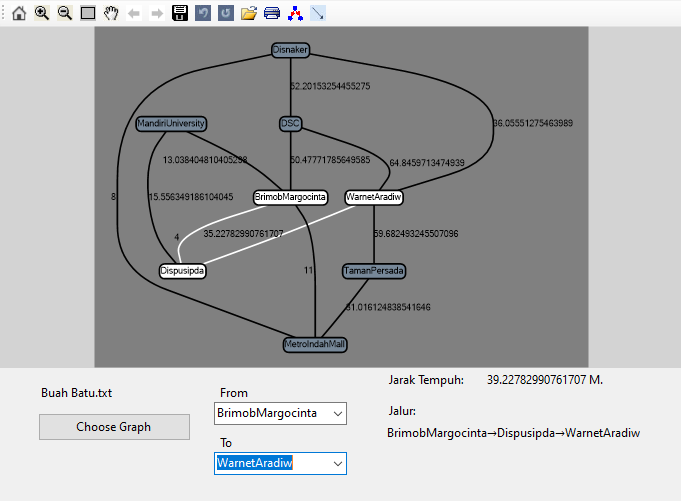 Disnaker
52.20153254455275
MandiriUniversity
DSC
36.05551275463989
13.038404810405298
50.47771785649585
64.8459713474939
8
15.556349186104045
BrimobMargocinta
WarnetAradiw
4
35.22782990761707
59.682493245507096
Dispusipda
11
TamanPersada
31.016124838541646
MetroIndahMall
Buah Batu.txt
Choose Graph
From
BrimobMargocinta
To
WarnetAradiw
Jarak Tempuh: 39.22782990761707 M.
Jalur:
BrimobMargocinta→Dispusipda→WarnetAradiw